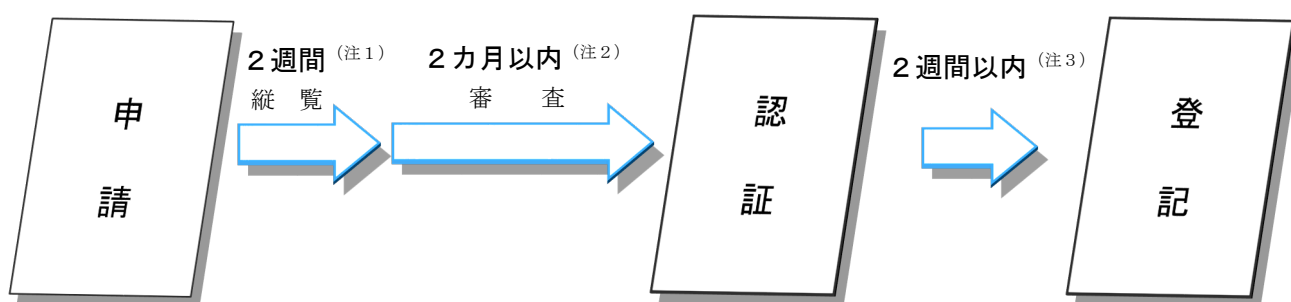 申請
２週間（注１）
縦　覧
２カ月以内（注２）
審　　査
認証
２週間以内（注３）
登記